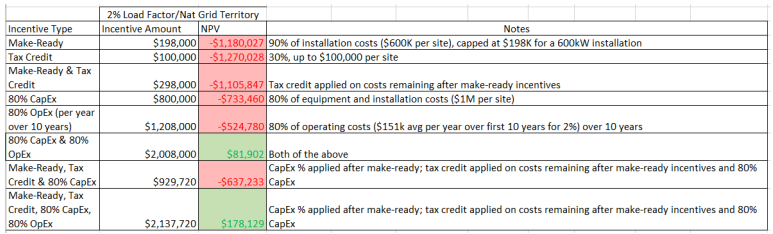 2% Load Factor/Nat Grid Territory
Incentive Type Incentive Amount NPV Notes
Make-Ready $198,000 -$1,180,027 90% of installation costs ($600K per site), capped at $198K for a 600kW installation
Tax Credit $100,000 -$1,270,028 30%, up to $100,000 per site
Make-Ready & Tax
Credit $298,000 -$1,105,847 Tax credit applied on costs remaining after make-ready incentives
80% CapEx $800,000 -$733,460 80% of equipment and installation costs ($1M per site)
80% OpEx (per year
over 10 years) $1,208,000 -$524,780 80% of operating costs ($151k avg per year over first 10 years for 2%) over 10 years
80% CapEx & 80%
OpEx $2,008,000 $81,902 Both of the above
Make-Ready, Tax CapEx % applied after make-ready; tax credit applied on costs remaining after make-ready incentives and 80%
Credit & 80% CapEx $929,720 -$637,233 CapEx
Make-Ready, Tax
Credit, 80% CapEx, CapEx % applied after make-ready; tax credit applied on costs remaining after make-ready incentives and 80%
80% OpEx $2,137,720 $178,129 CapEx